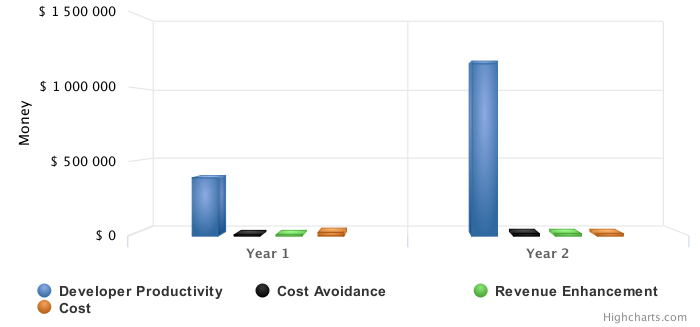 $ 1 500 000
$ 1 000 000
$ 500 000
$ 0
Money
Year 1
Year 2
Developer Productivity
Cost Avoidance
Revenue Enhancement
Cost
Highcharts.com